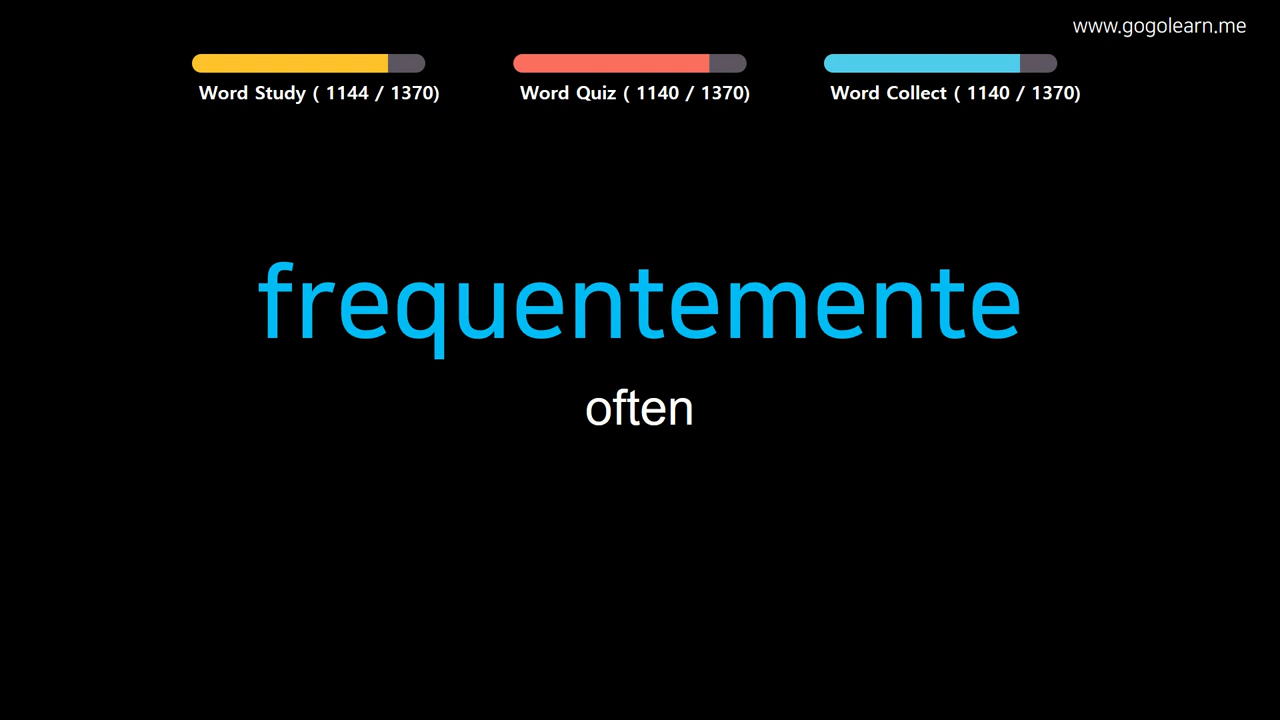 www.gogolearn.me
Word Study ( 1144 / 1370)
Word Quiz ( 1140 / 1370)
Word Collect ( 1140 / 1370)
frequentemente
often